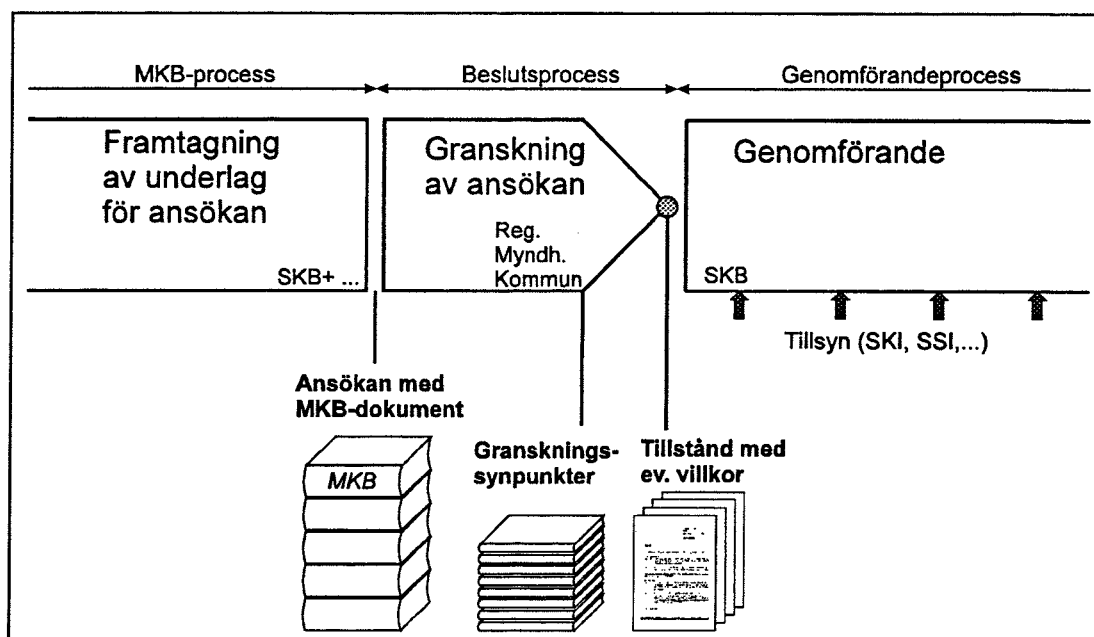 MKB-process
Beslutsprocess
Genomförandeprocess
Framtagning
av underlag
för ansökan
SKB+ ...
Granskning
av ansökan
Reg.
Myndh.
Kommun
Genomförande
SKB
Tillsyn (SKI, SSI,...)
Ansökan med
MKB-dokument
MKB
Gransknings-
synpunkter
Tillstånd med
ev. villkor